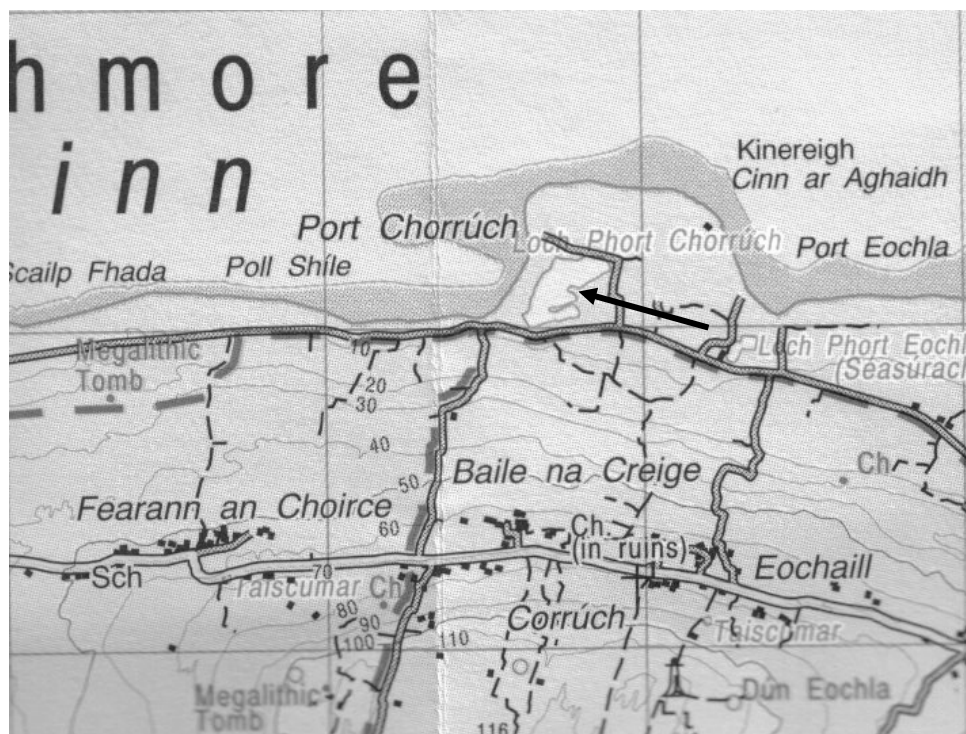 hmore
inn
Kinereigh
Cinn ar Aghaidh
Port Chorrúch
Loch Phort Chorrúch
Port Eochla
Scailp Fhada
Poll Shíle
Megalithic
Tomb
10
20
30
40
50
60
Loch Phort Eochl
(Seasúrach
Baile na Creige
Ch
Fearann an Choirce
Ch
(in ruins)
Sch
70
Eochaill
Taiscumar
Ch
80
90
100
110
Corrúch
Taiscumar
Megalithic
Tomb
Dún Eochla
116